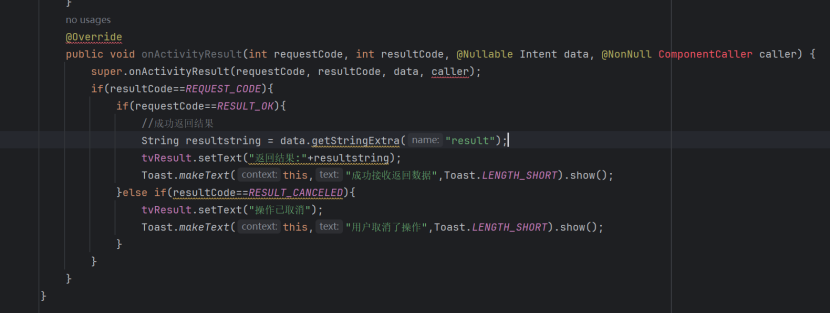 }
no usages
@Override
public void onActivityResult(int requestCode, int resultCode, @Nullable Intent data, @NonNull ComponentCaller caller) {
super.onActivityResult(requestCode, resultCode, data, caller);
if(resultCode==REQUEST_CODE){
if(requestCode==RESULT_OK){
//成功返回结果
String resultstring = data.getStringExtra( name: "result");
tvResult.setText("返回结果:"+resultstring);
Toast.makeText( context: this, text: "成功接收返回数据",Toast.LENGTH_SHORT).show();
}else if(resultCode==RESULT_CANCELED){
tvResult.setText("操作已取消");
Toast.makeText( context: this, text: "用户取消了操作",Toast.LENGTH_SHORT).show();
}
}
}
}